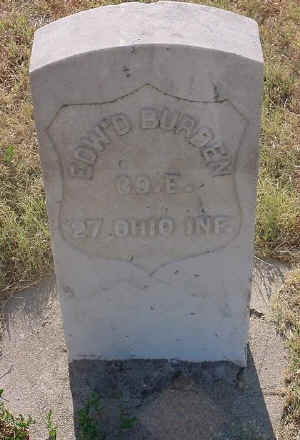 EDW'D BURDEN
CO. E.
27. OHIO INF.